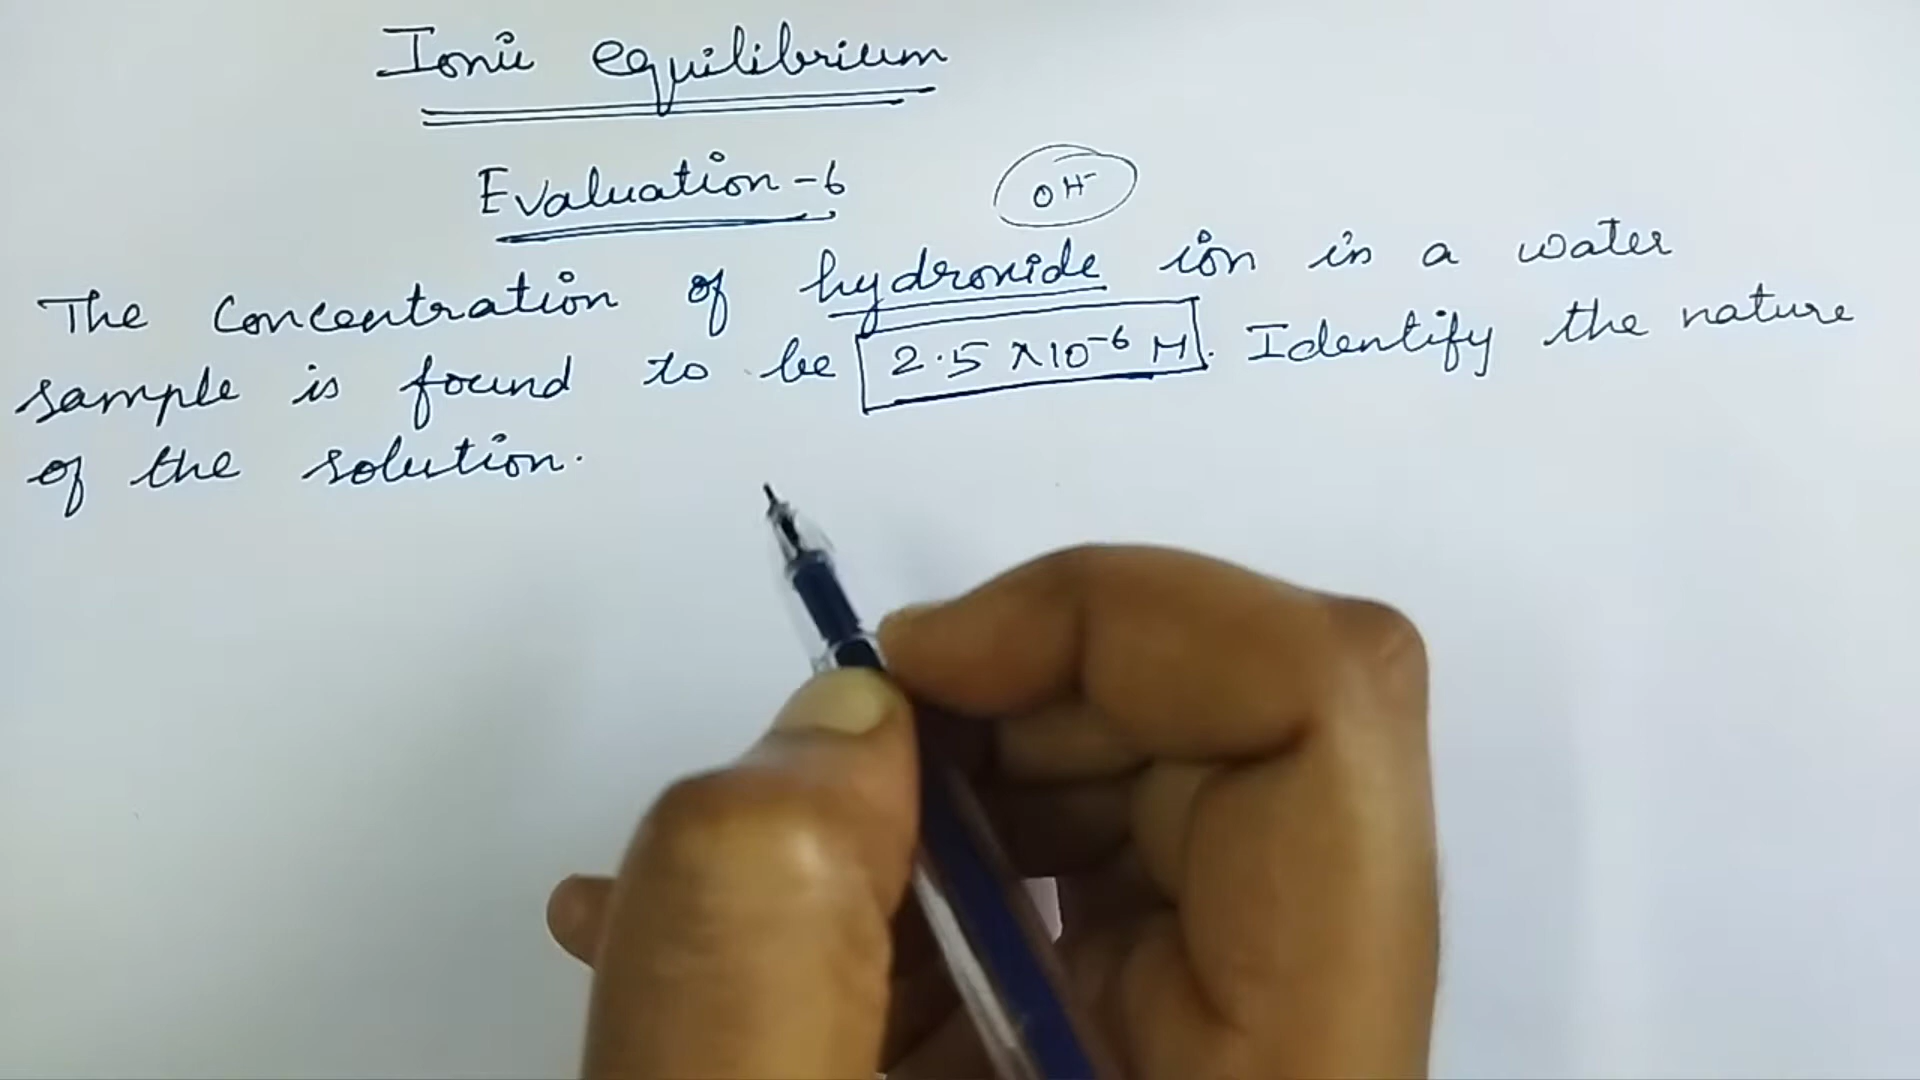 Ionic equilibrium
Evaluation-6
OH⁻
The concentration of hydroxide ion in a water
sample is found to be 2.5 ×10⁻⁶ M. Identify the nature
of the solution.